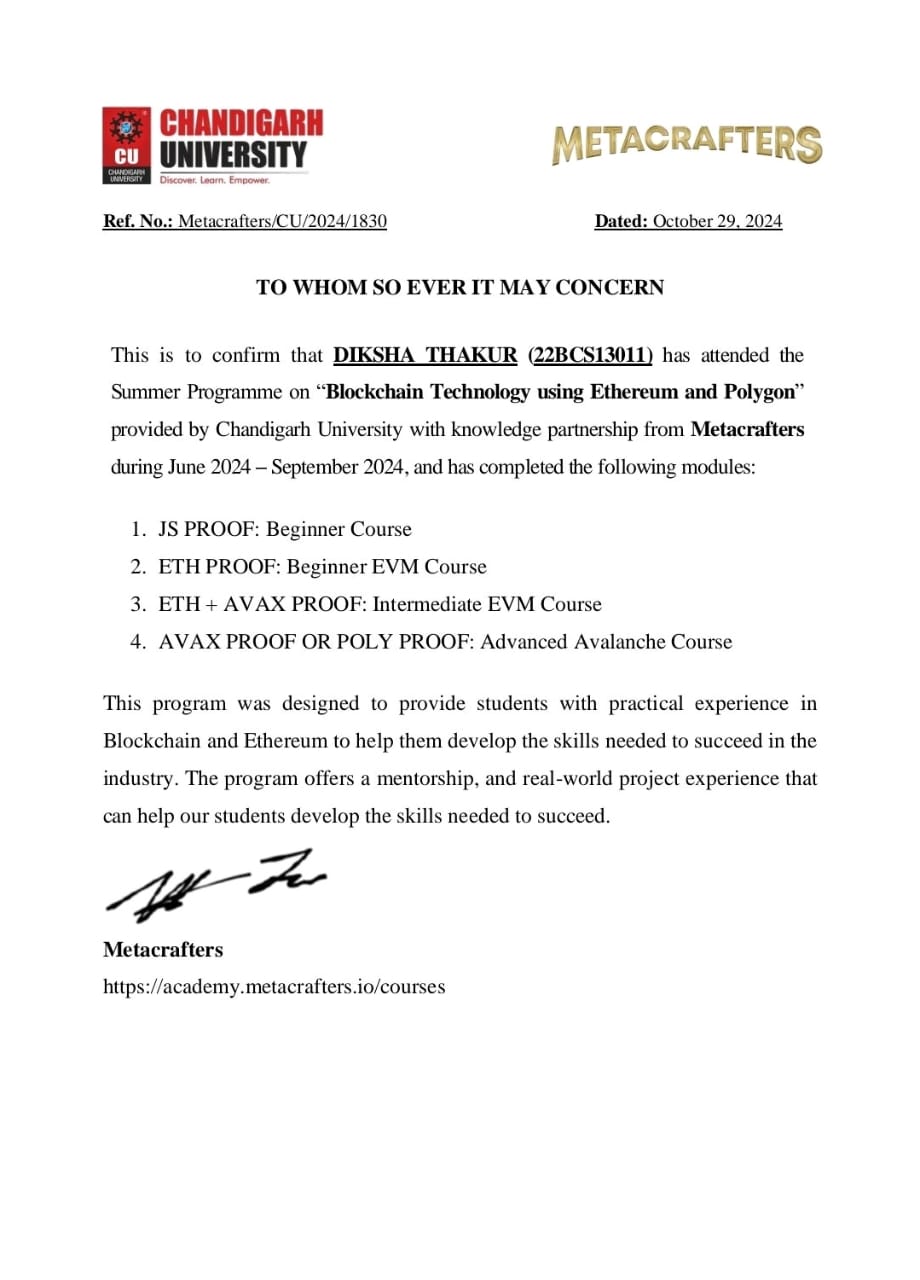 CHANDIGARH
UNIVERSITY
Discover. Learn. Empower.
CU
CHANDIGARH
UNIVERSITY
METACRAFTERS
Ref. No.: Metacrafters/CU/2024/1830 Dated: October 29, 2024
TO WHOM SO EVER IT MAY CONCERN
This is to confirm that DIKSHA THAKUR (22BCS13011) has attended the
Summer Programme on “Blockchain Technology using Ethereum and Polygon”
provided by Chandigarh University with knowledge partnership from Metacrafters
during June 2024 – September 2024, and has completed the following modules:
1. JS PROOF: Beginner Course
2. ETH PROOF: Beginner EVM Course
3. ETH + AVAX PROOF: Intermediate EVM Course
4. AVAX PROOF OR POLY PROOF: Advanced Avalanche Course
This program was designed to provide students with practical experience in
Blockchain and Ethereum to help them develop the skills needed to succeed in the
industry. The program offers a mentorship, and real-world project experience that
can help our students develop the skills needed to succeed.
Metacrafters
https://academy.metacrafters.io/courses